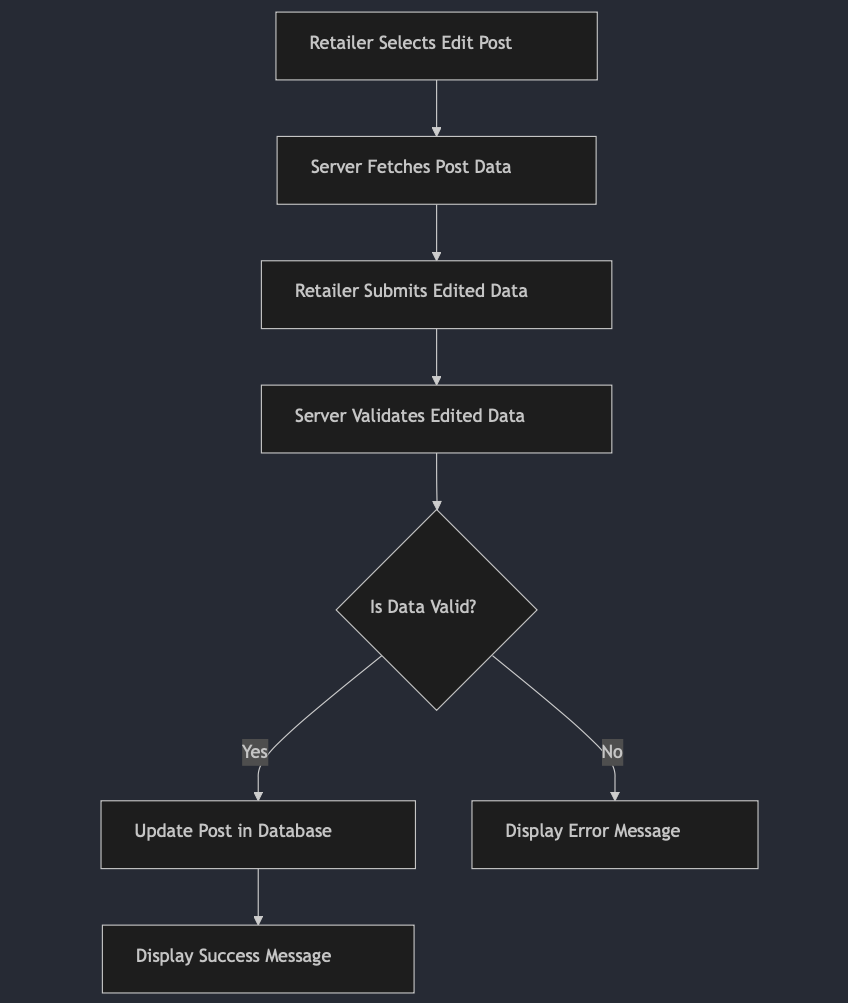 Retailer Selects Edit Post
Server Fetches Post Data
Retailer Submits Edited Data
Server Validates Edited Data
Is Data Valid?
Yes
No
Update Post in Database
Display Error Message
Display Success Message